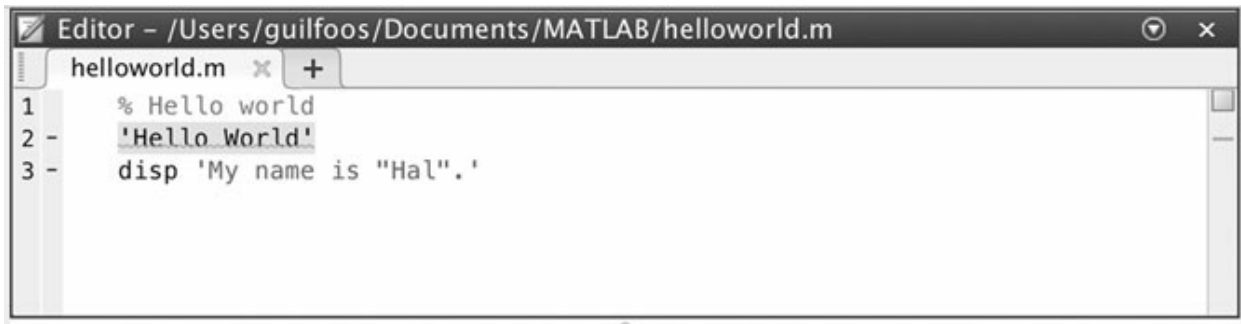 Editor – /Users/guilfoos/Documents/MATLAB/helloworld.m
helloworld.m
1 % Hello world
2 - 'Hello World'
3 - disp 'My name is "Hal".'